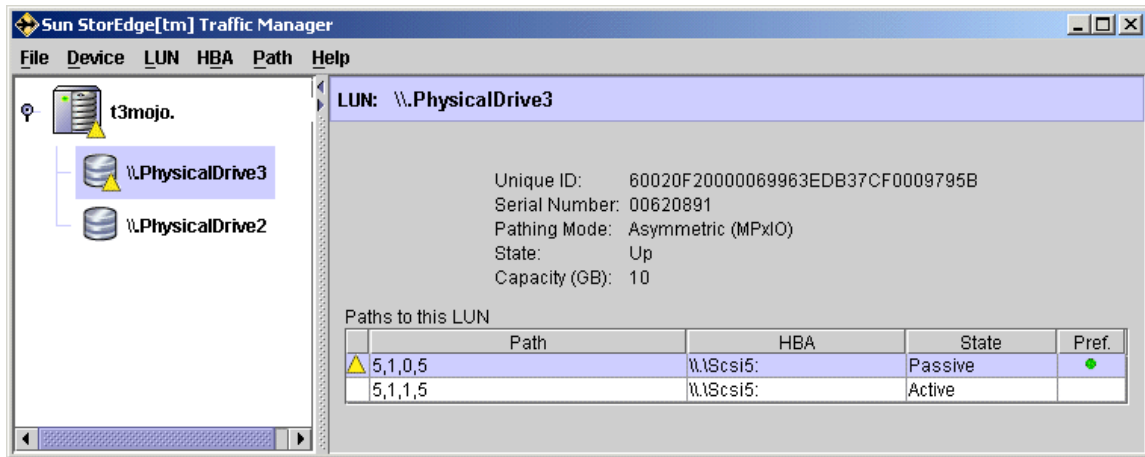 Sun StorEdge[tm] Traffic Manager
File Device LUN HBA Path Help
t3mojo.
\\.PhysicalDrive3
\\.PhysicalDrive2
LUN: \\.PhysicalDrive3
Unique ID: 60020F20000069963EDB37CF0009795B
Serial Number: 00620891
Pathing Mode: Asymmetric (MPxIO)
State: Up
Capacity (GB): 10
Paths to this LUN
Path HBA State Pref.
5,1,0,5 \\.\Scsi5: Passive
5,1,1,5 \\.\Scsi5: Active